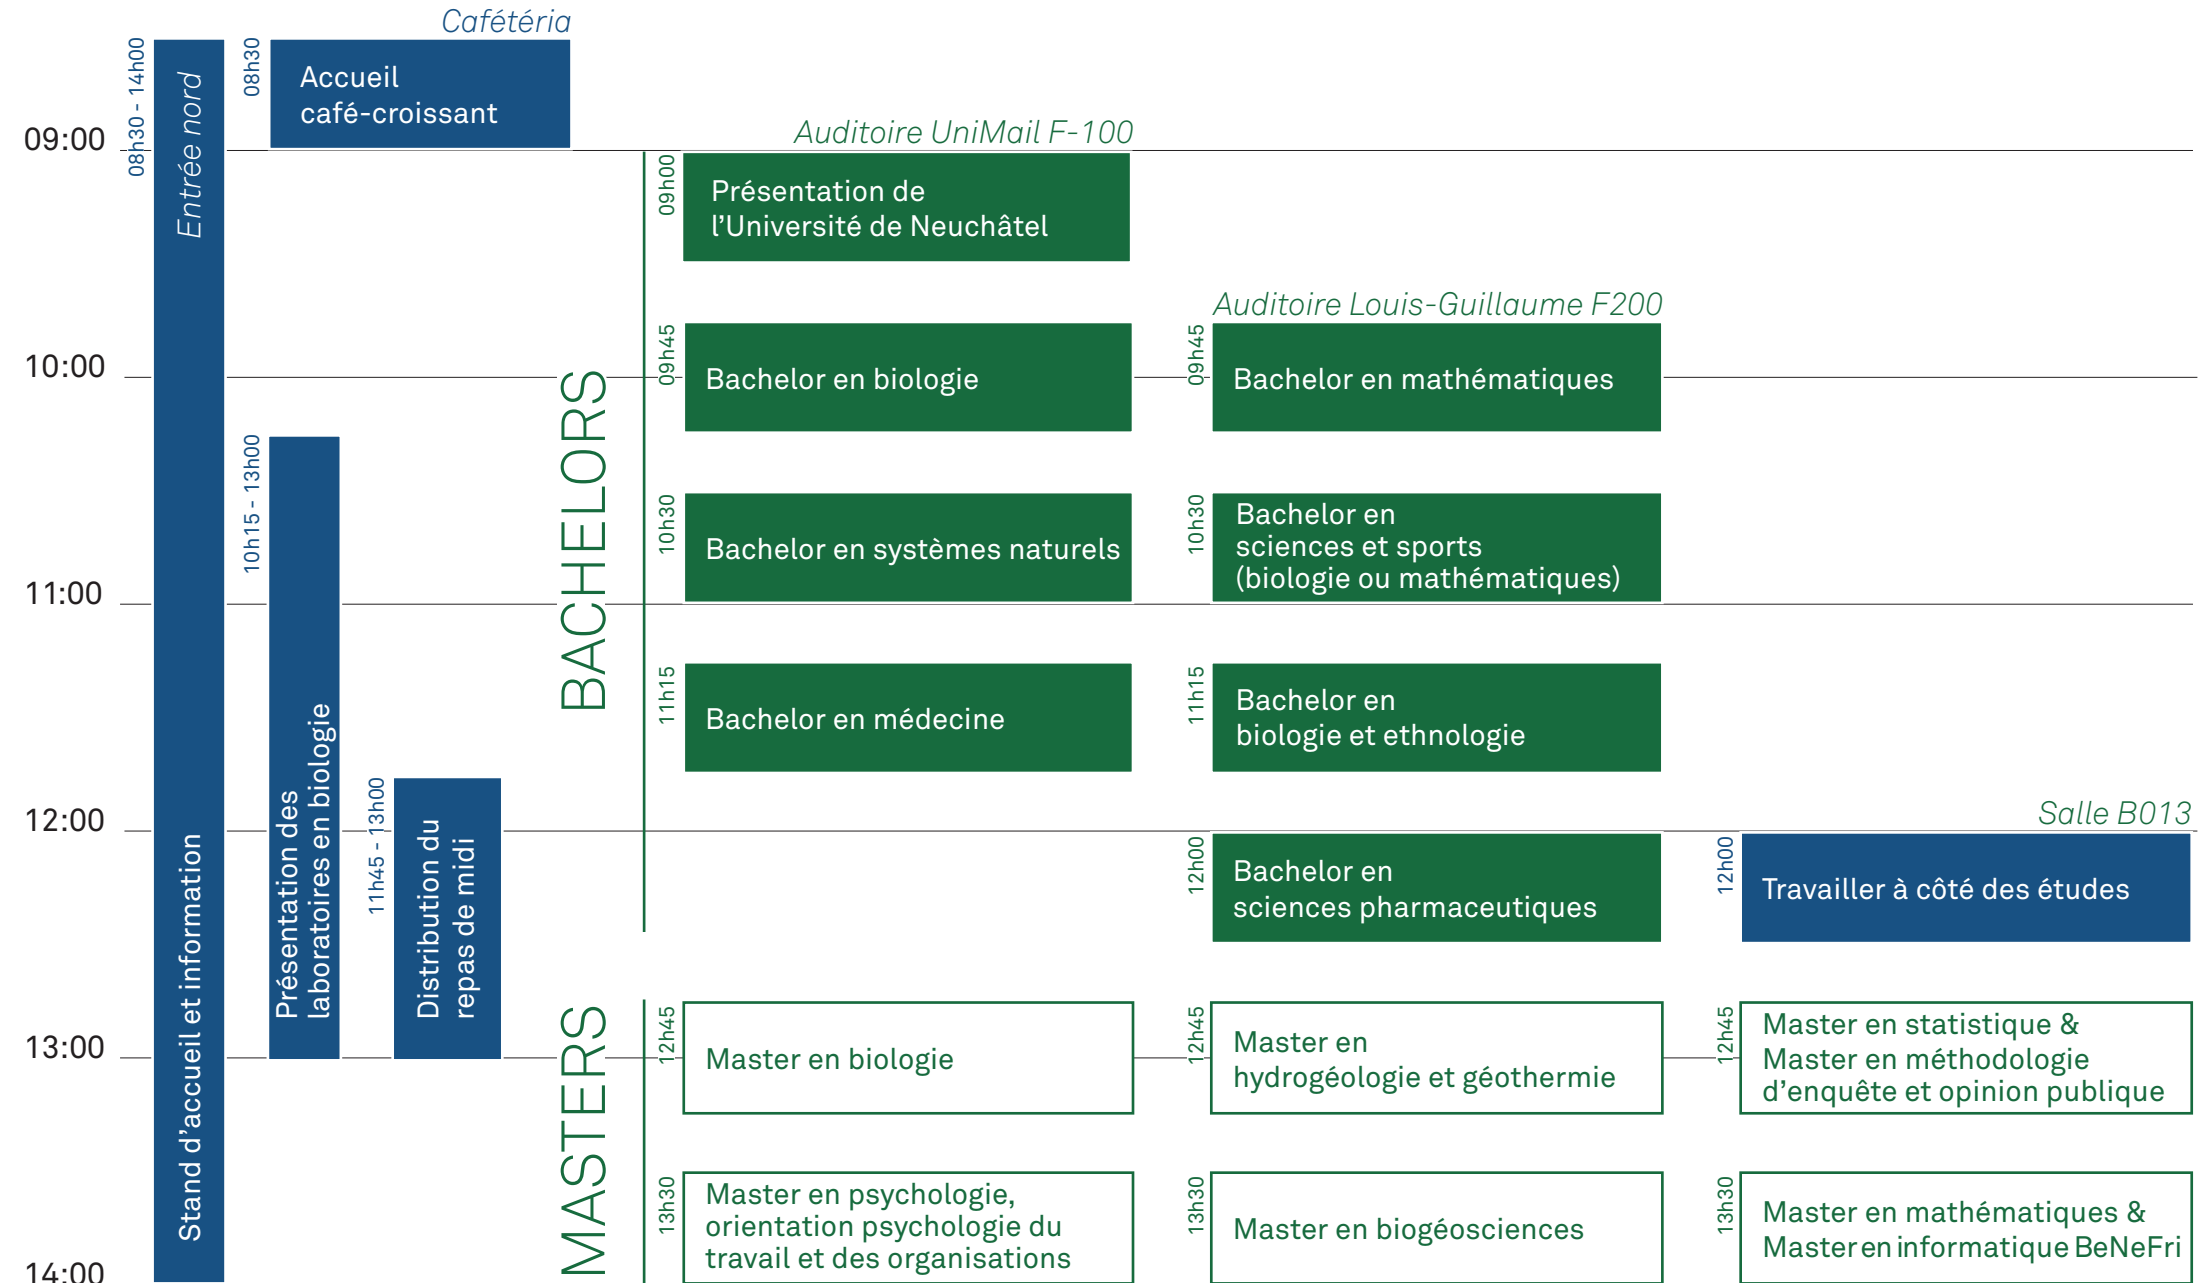 Cafétéria
08h30 - 14h00
Entrée nord
Stand d'accueil et information
08h30
Accueil
café-croissant
09:00
Auditoire UniMail F-100
09h00
Présentation de
l'Université de Neuchâtel
Auditoire Louis-Guillaume F200
BACHELORS
10:00
09h45
Bachelor en biologie
09h45
Bachelor en mathématiques
10h15 - 13h00
Présentation des
laboratoires en biologie
10h30
Bachelor en systèmes naturels
10h30
Bachelor en
sciences et sports
(biologie ou mathématiques)
11:00
11h15
Bachelor en médecine
11h15
Bachelor en
biologie et ethnologie
11h45 - 13h00
Distribution du
repas de midi
12:00
Salle B013
12h00
Bachelor en
sciences pharmaceutiques
12h00
Travailler à côté des études
MASTERS
13:00
12h45
Master en biologie
12h45
Master en
hydrogéologie et géothermie
12h45
Master en statistique &
Master en méthodologie
d'enquête et opinion publique
13h30
Master en psychologie,
orientation psychologie du
travail et des organisations
13h30
Master en biogéosciences
13h30
Master en mathématiques &
Master en informatique BeNeFri
14:00